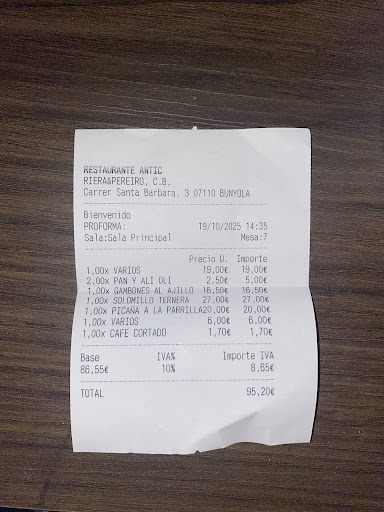 RESTAURANTE ANTIC
RIERA&PEREIRO, C.B.
Carrer Santa Barbara, 3 07110 BUNYOLA
Bienvenido
PROFORMA: 19/10/2025 14:35
Sala:Sala Principal Mesa:7
Precio U. Importe
1,00x VARIOS 19,00€ 19,00€
2,00x PAN Y ALI OLI 2,50€ 5,00€
1,00x GAMBONES AL AJILLO 16,50€ 16,50€
1,00x SOLOMILLO TERNERA 27,00€ 27,00€
1,00x PICAÑA A LA PARRILLA20,00€ 20,00€
1,00x VARIOS 6,00€ 6,00€
1,00x CAFE CORTADO 1,70€ 1,70€
Base IVA% Importe IVA
86,55€ 10% 8,65€
TOTAL 95,20€